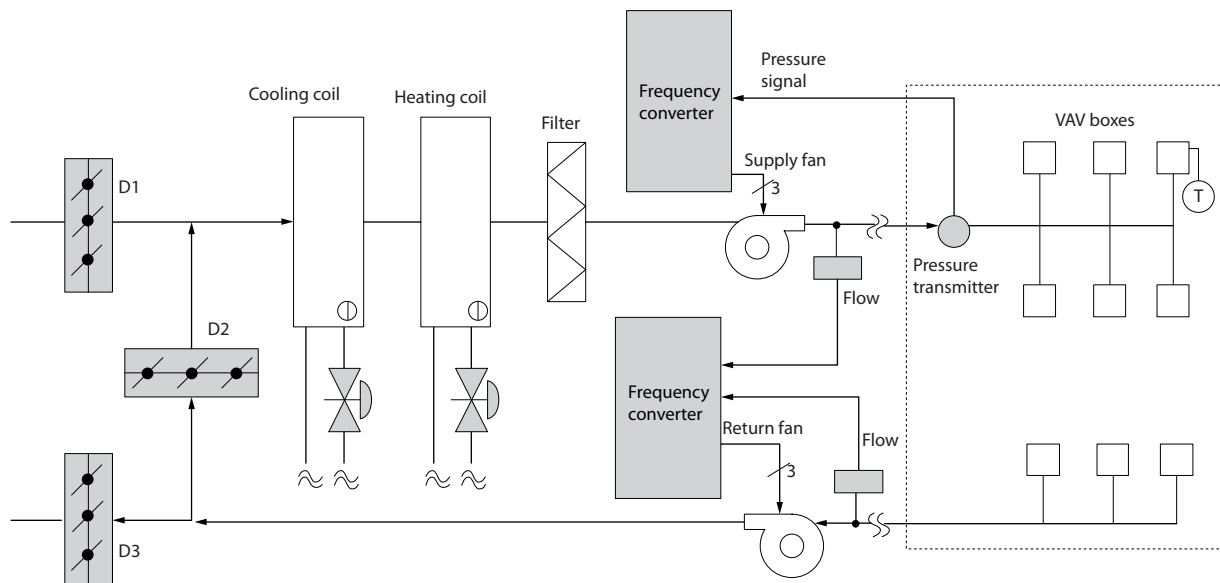 Pressure
signal
Cooling coil
Heating coil
Frequency
converter
Filter
VAV boxes
Supply fan
3
D1
T
Pressure
transmitter
Flow
D2
Frequency
converter
Return fan
Flow
3
D3